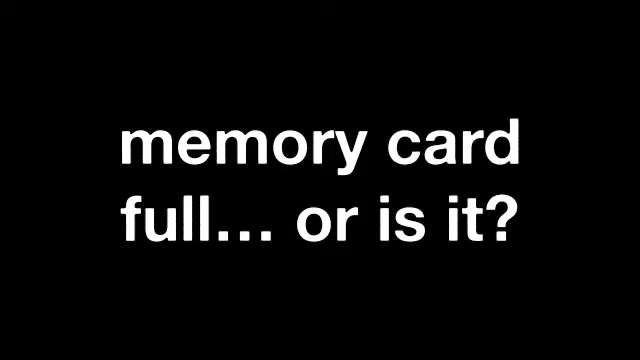 memory card
full… or is it?